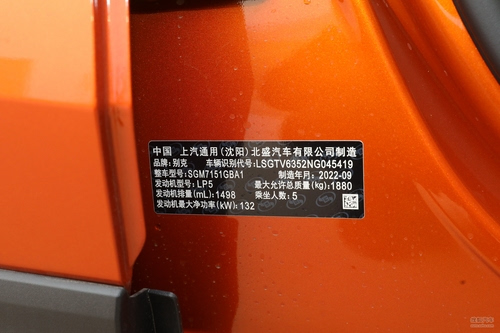 中国 上汽通用(沈阳)北盛汽车有限公司制造
品牌:别克 车辆识别代号:LSGTV6352NG045419
整车型号:SGM7151GBA1 制造年月:2022-09
发动机型号:LP5 最大允许总质量(kg):1880
发动机排量(mL):1498 乘坐人数:5
发动机最大净功率(kW):132